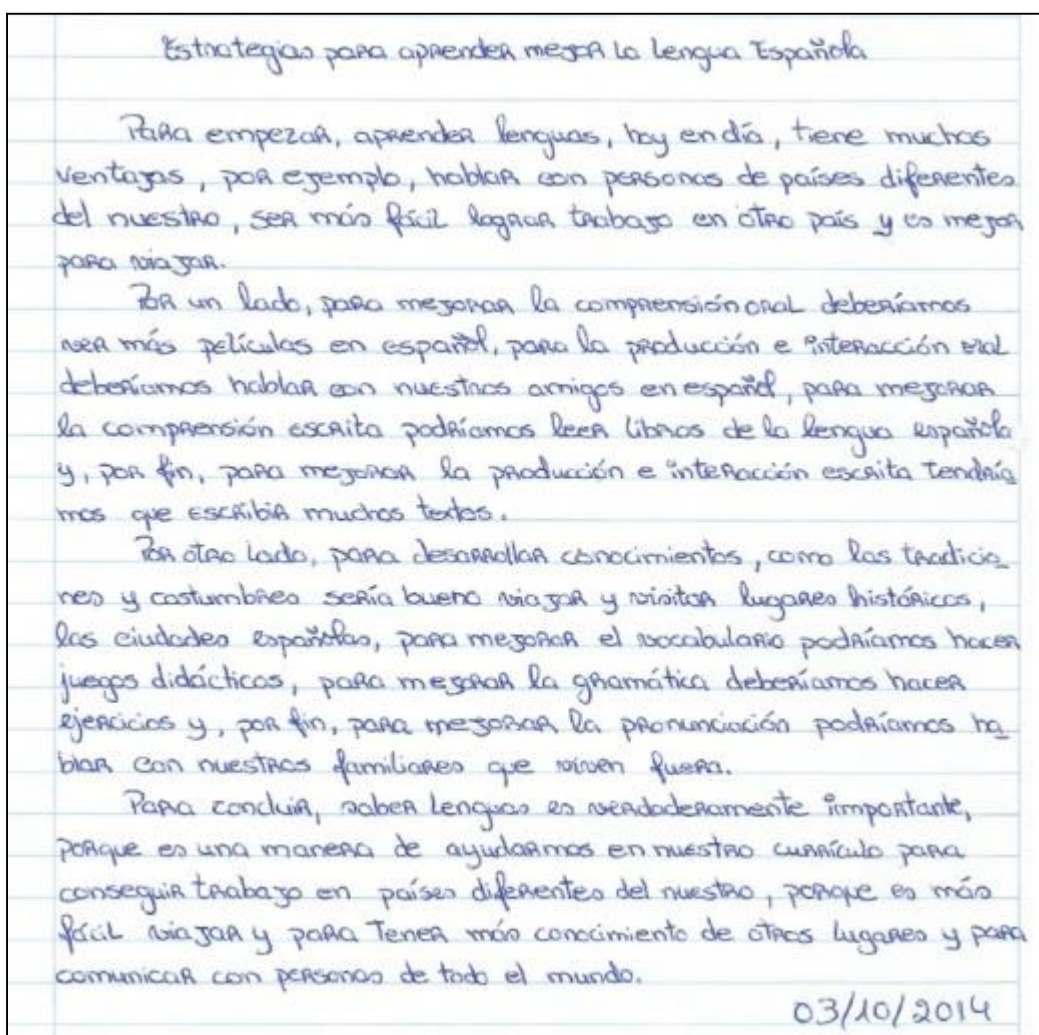 Estrategias para aprender mejor la Lengua Española
Para empezar, aprender lenguas, hoy en día, tiene muchas
ventajas, por ejemplo, hablar con personas de países diferentes
del nuestro, ser más fácil lograr trabajo en otro país y es mejor
para viajar.
Por un lado, para mejorar la comprensión oral deberíamos
ver más películas en español, para la producción e interacción oral
deberíamos hablar con nuestros amigos en español, para mejorar
la comprensión escrita podríamos leer libros de la lengua española
y, por fin, para mejorar la producción e interacción escrita tendría
mos que escribir muchos textos.
Por otro lado, para desarrollar conocimientos, como las tradicio_
nes y costumbres sería bueno viajar y visitar lugares históricos,
las ciudades españolas, para mejorar el vocabulario podríamos hacer
juegos didácticos, para mejorar la gramática deberíamos hacer
ejercicios y, por fin, para mejorar la pronunciación podríamos ha_
blar con nuestros familiares que viven fuera.
Para concluir, saber lenguas es verdaderamente importante,
porque es una manera de ayudarmos en nuestro currículo para
conseguir trabajo en países diferentes del nuestro, porque es más
fácil viajar y para tener más conocimiento de otros lugares y para
comunicar con personas de todo el mundo.
03/10/2014